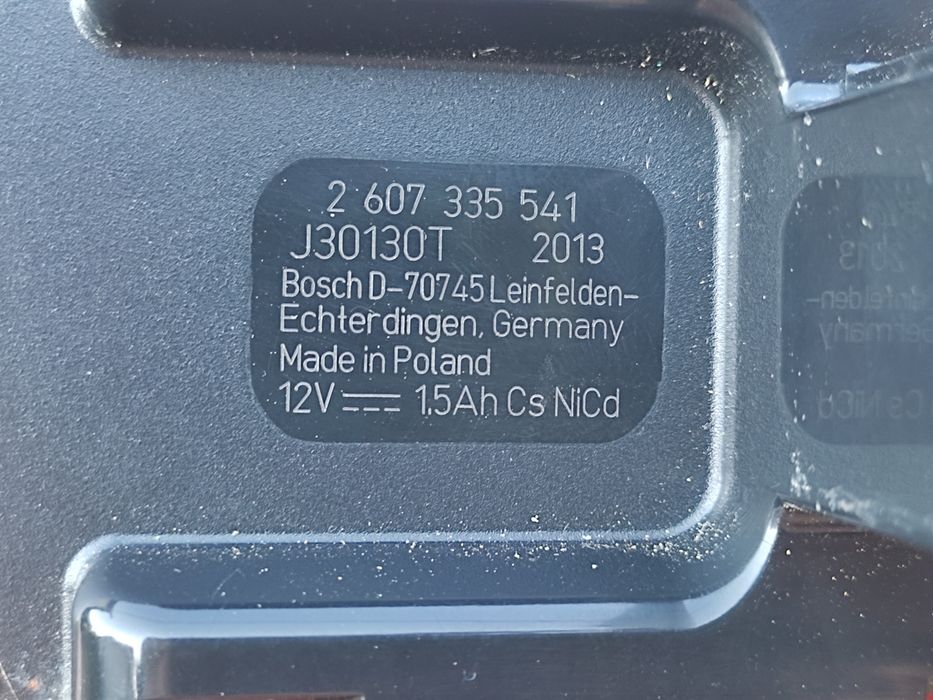 2 607 335 541
J30130T 2013
Bosch D-70745 Leinfelden-
Echterdingen, Germany
Made in Poland
12V ⎓ 1.5Ah Cs NiCd